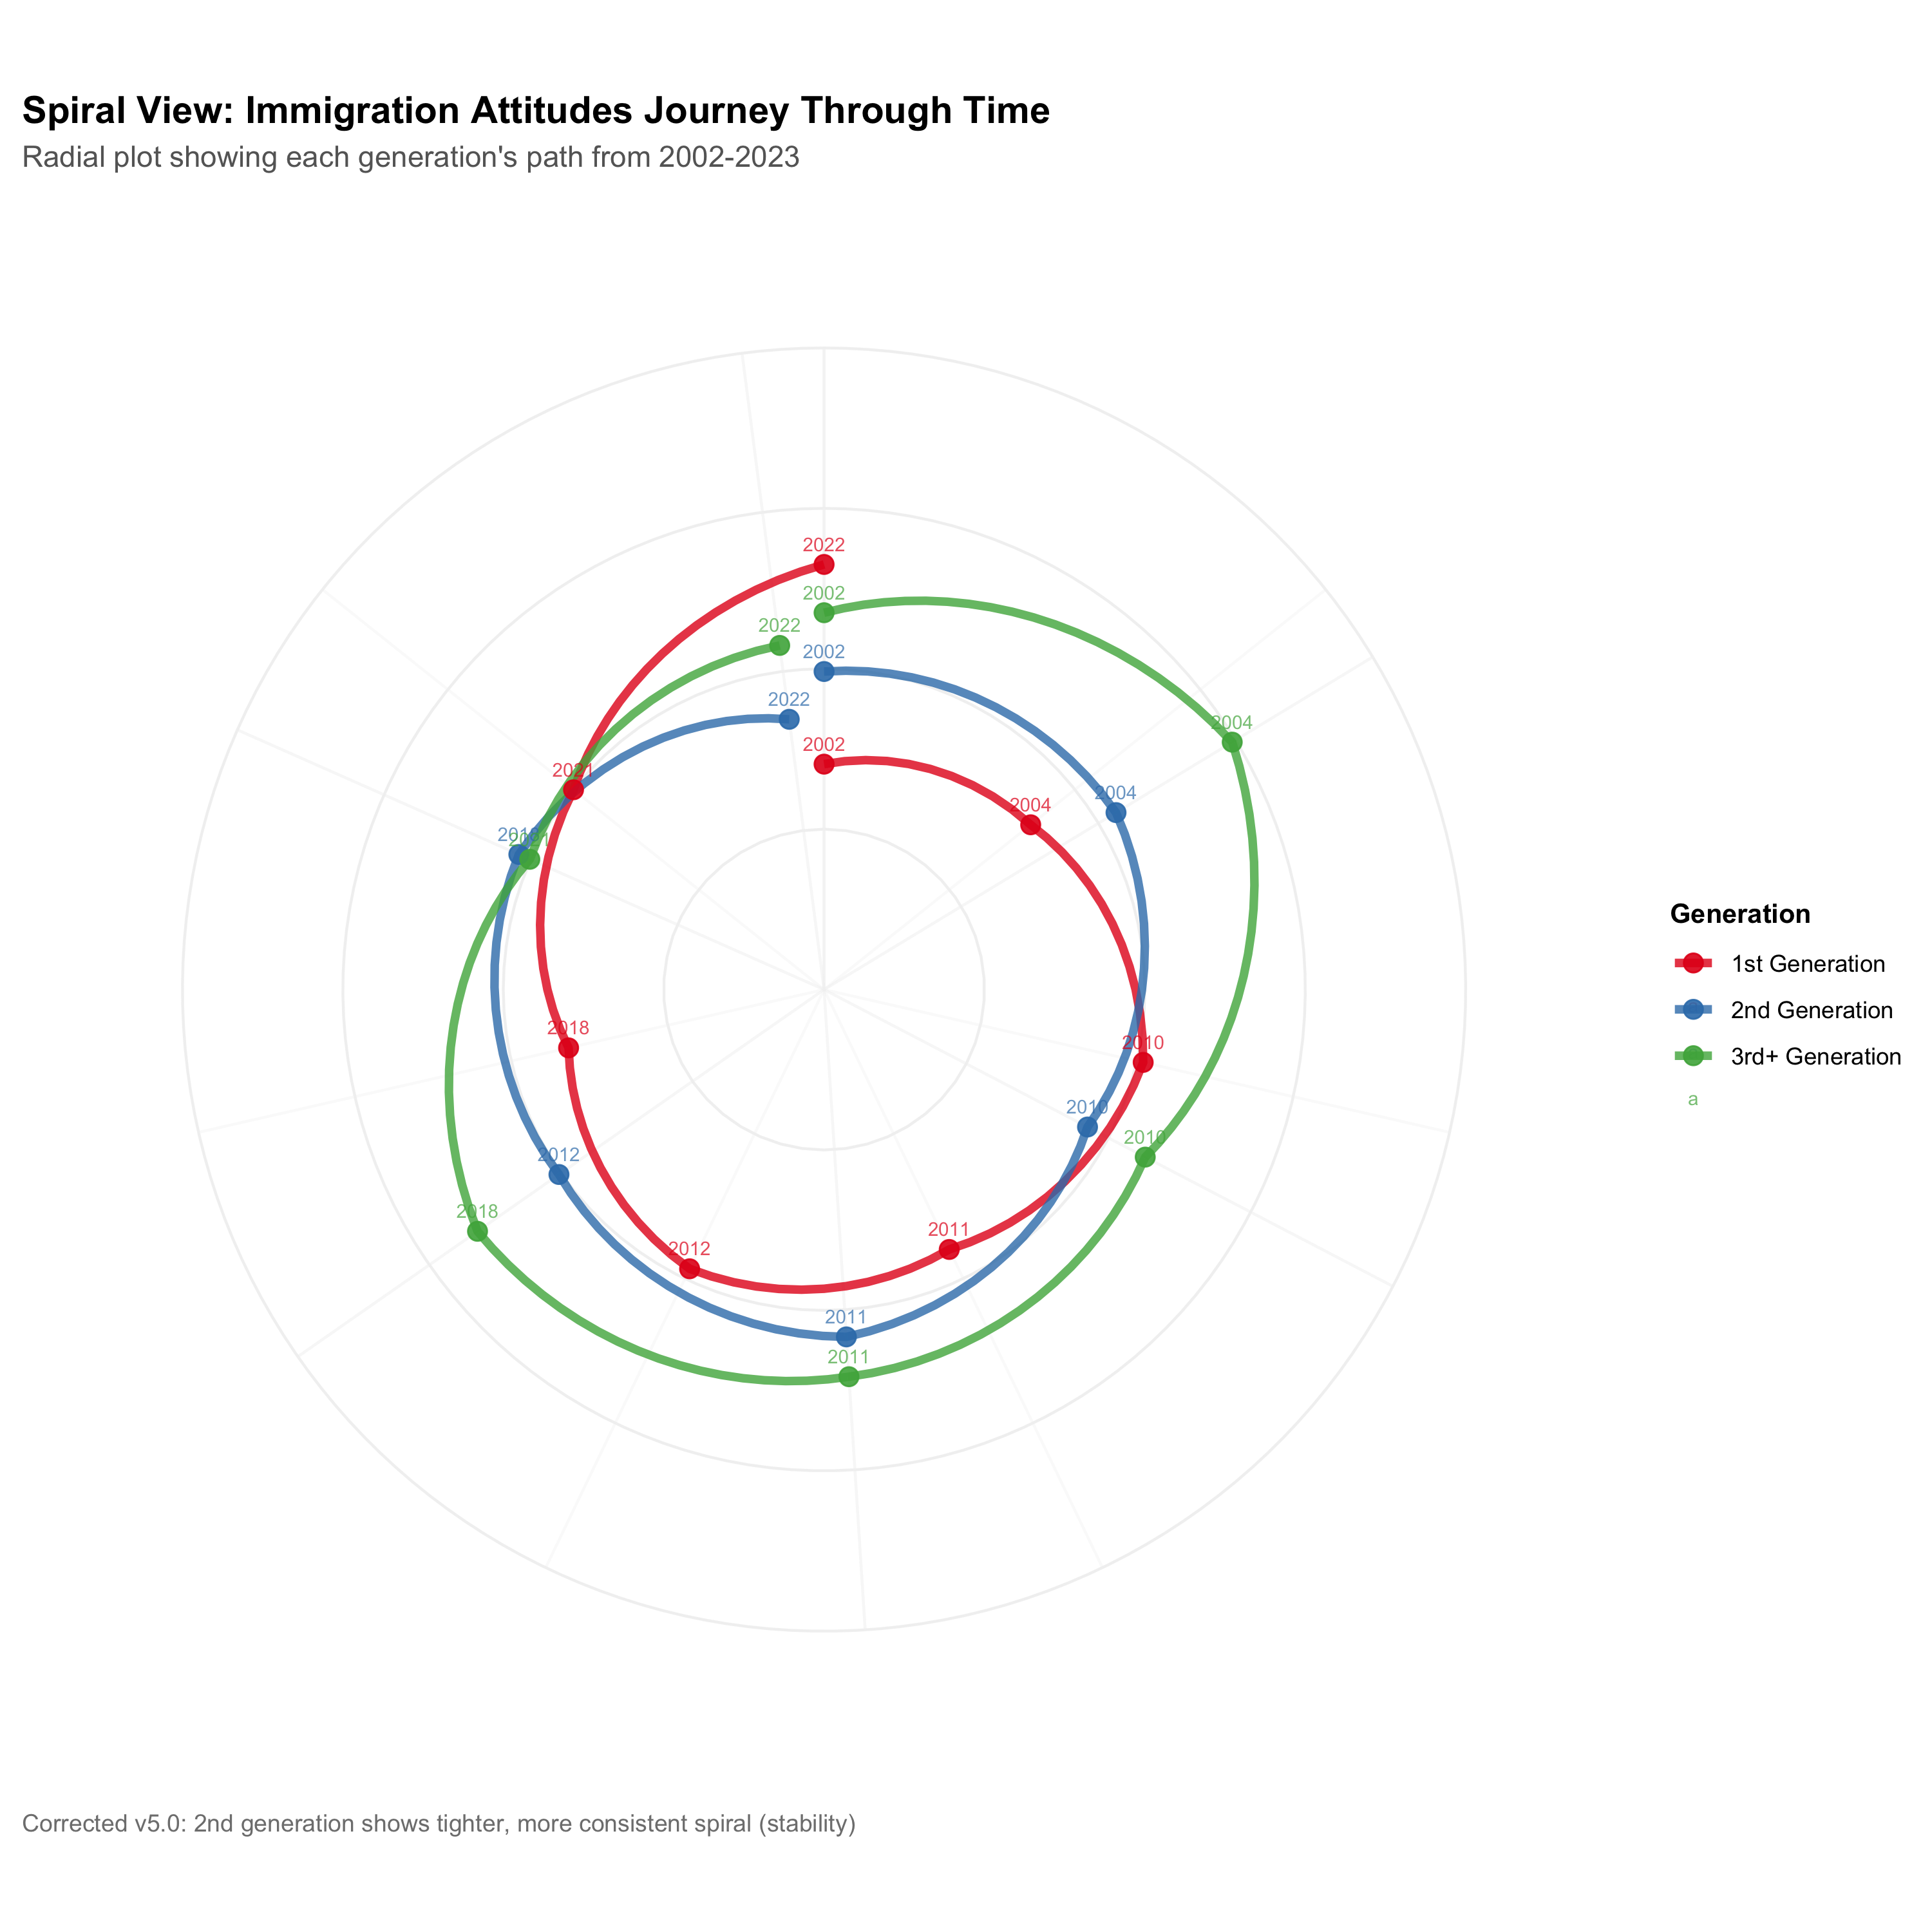 Spiral View: Immigration Attitudes Journey Through Time
Radial plot showing each generation's path from 2002-2023
2022
2002
2022
2002
2022
2002
2004
2004
2004
2021
2018
2010
2010
2010
2012
2018
2011
2012
2011
2011
Generation
1st Generation
2nd Generation
3rd+ Generation
a
Corrected v5.0: 2nd generation shows tighter, more consistent spiral (stability)